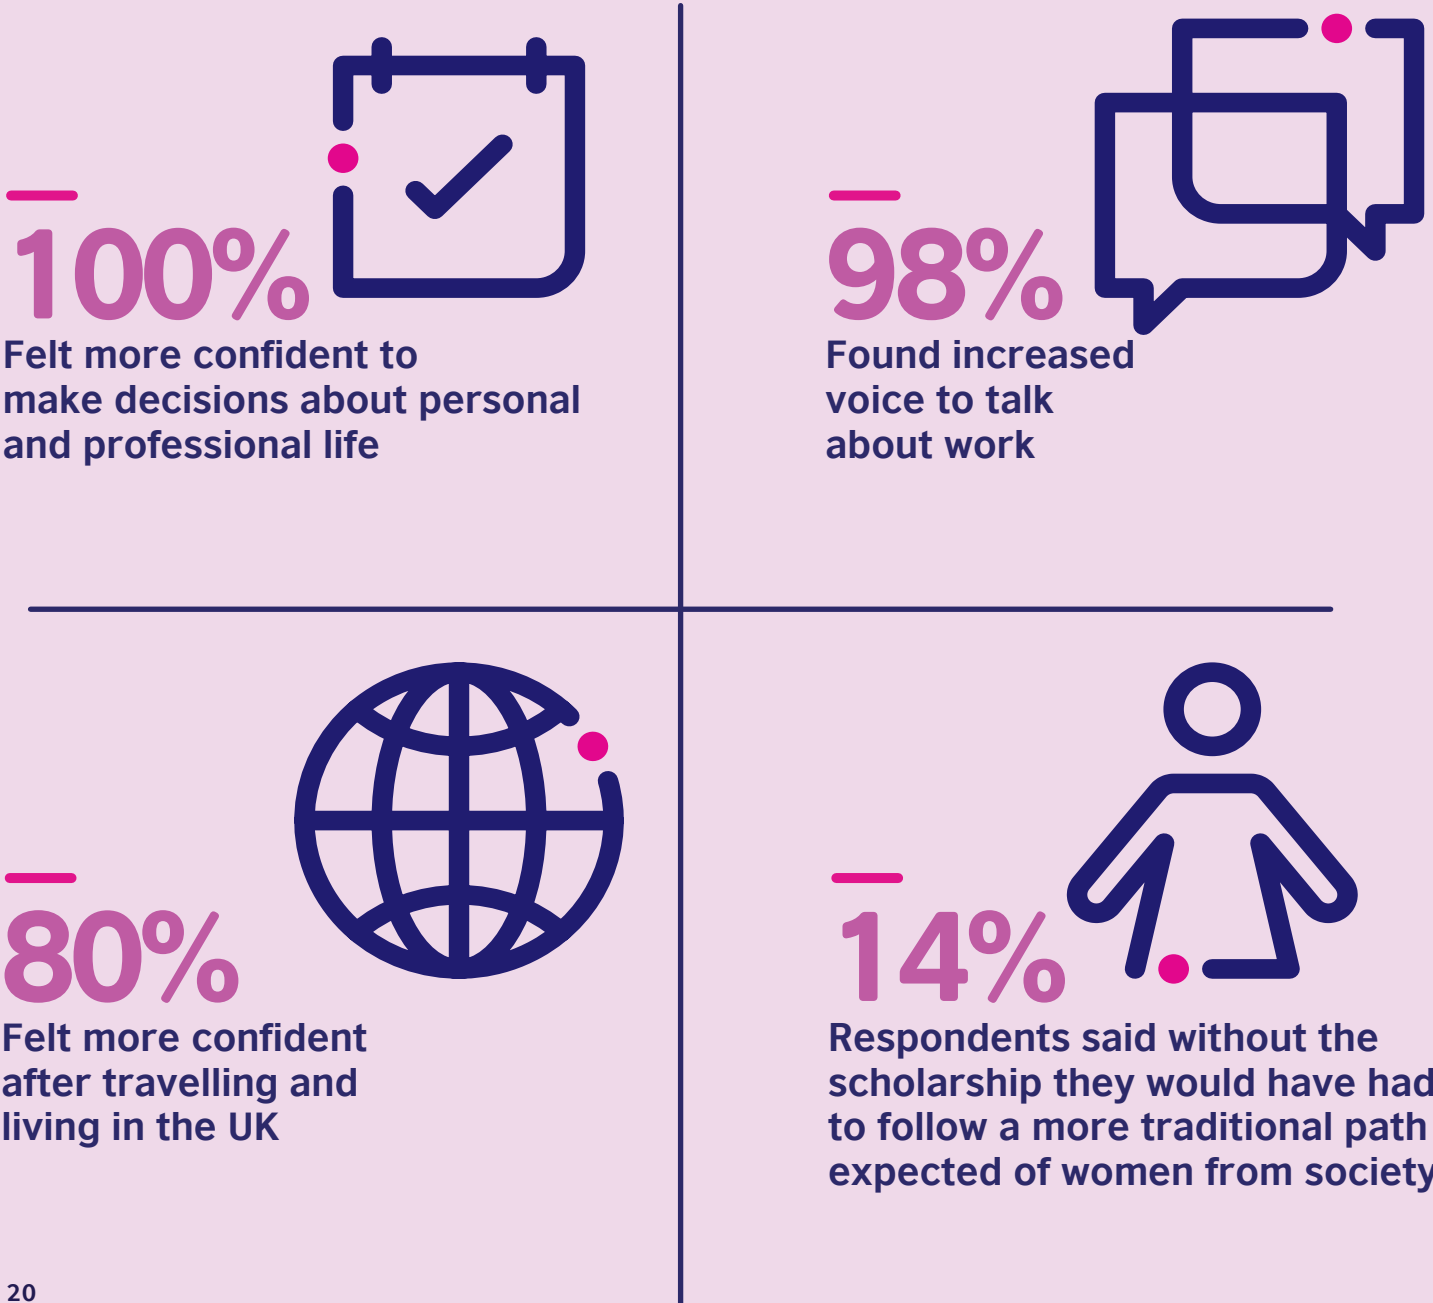 100%
Felt more confident to
make decisions about personal
and professional life
98%
Found increased
voice to talk
about work
80%
Felt more confident
after travelling and
living in the UK
14%
Respondents said without the
scholarship they would have had
to follow a more traditional path
expected of women from society
20